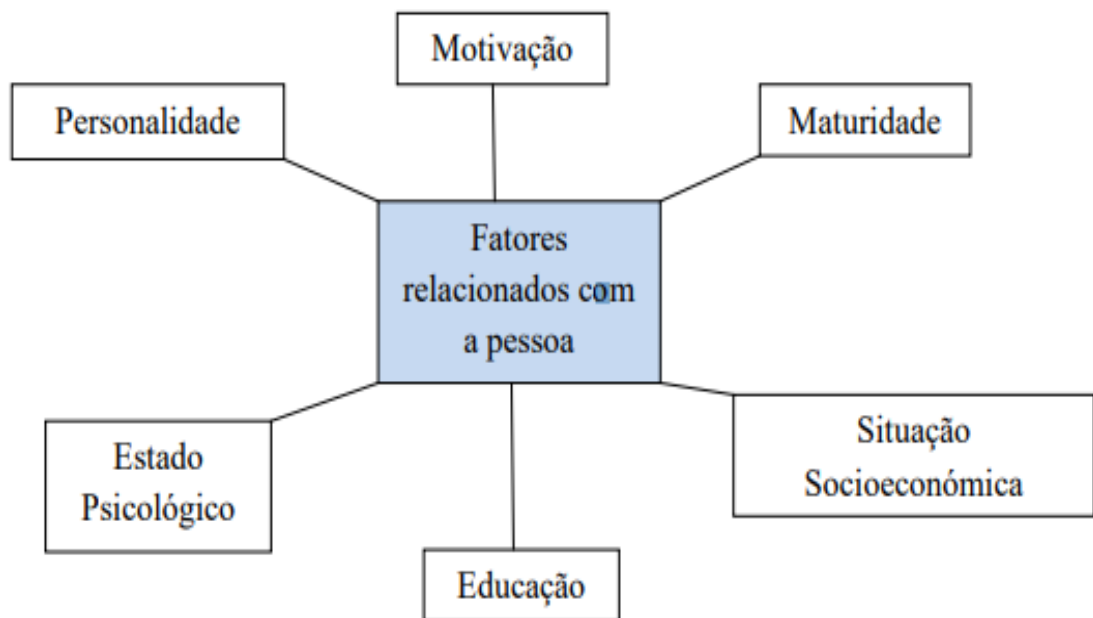 Motivação
Personalidade
Maturidade
Fatores
relacionados com
a pessoa
Estado
Psicológico
Situação
Socioeconómica
Educação